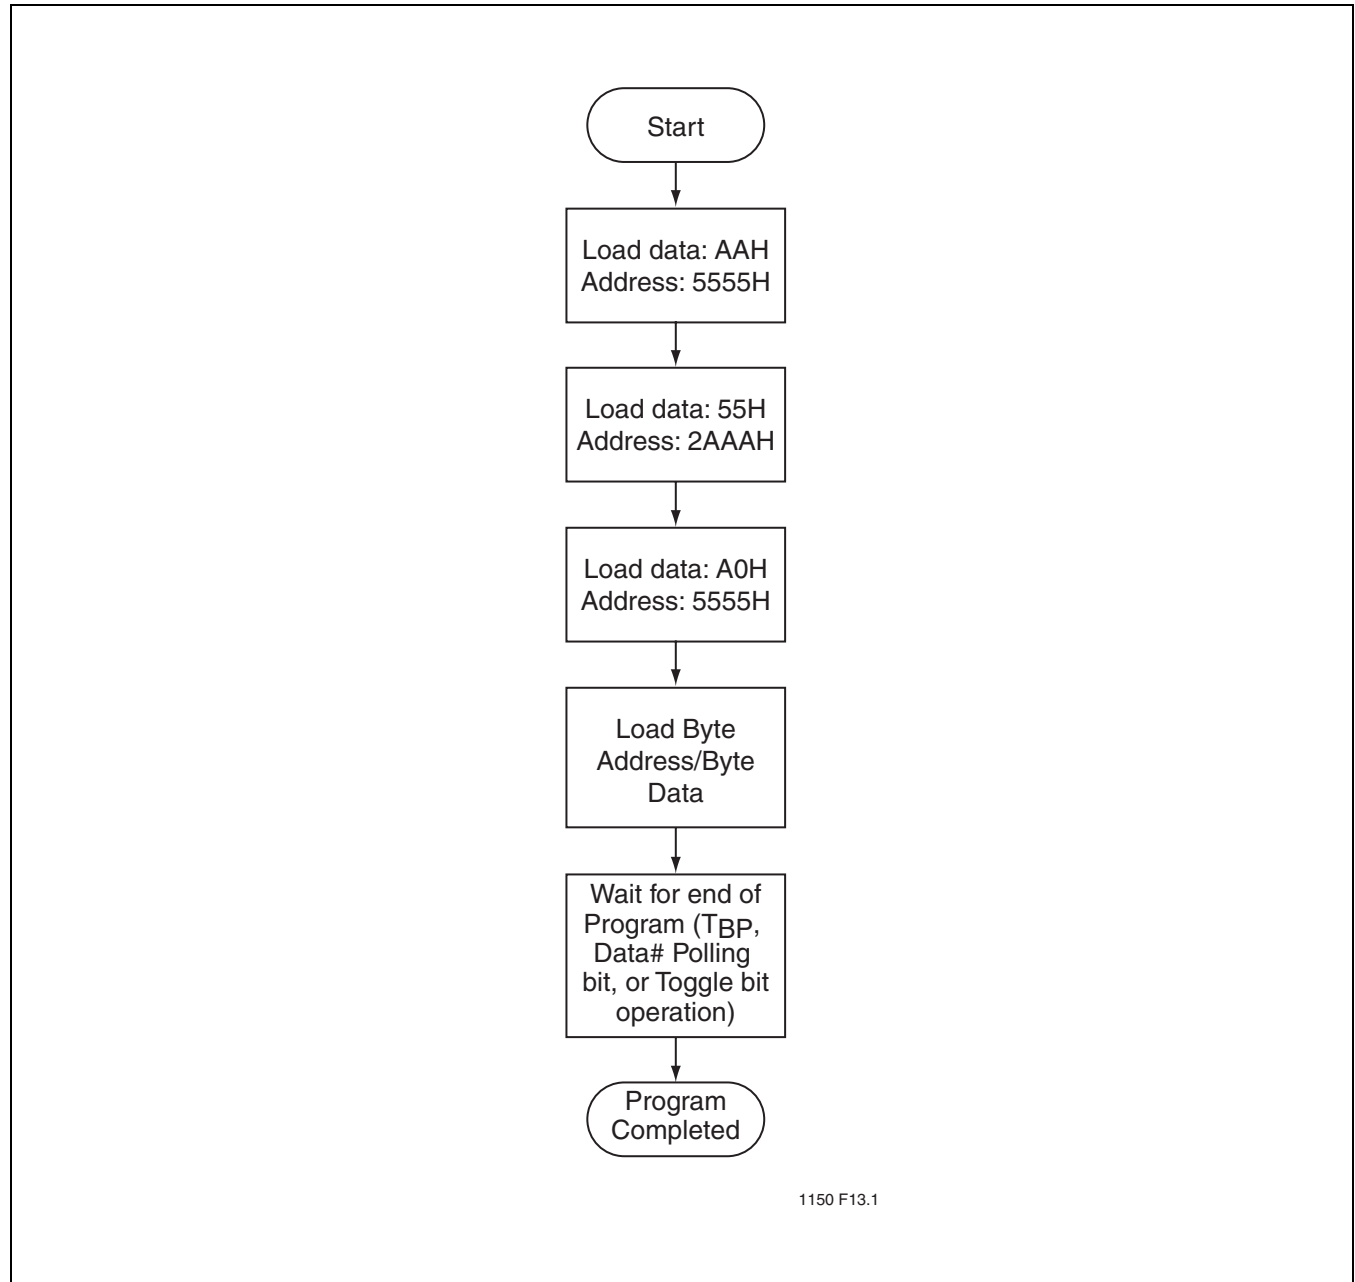 Start
Load data: AAH
Address: 5555H
Load data: 55H
Address: 2AAAH
Load data: A0H
Address: 5555H
Load Byte
Address/Byte
Data
Wait for end of
Program (TBP,
Data# Polling
bit, or Toggle bit
operation)
Program
Completed
1150 F13.1